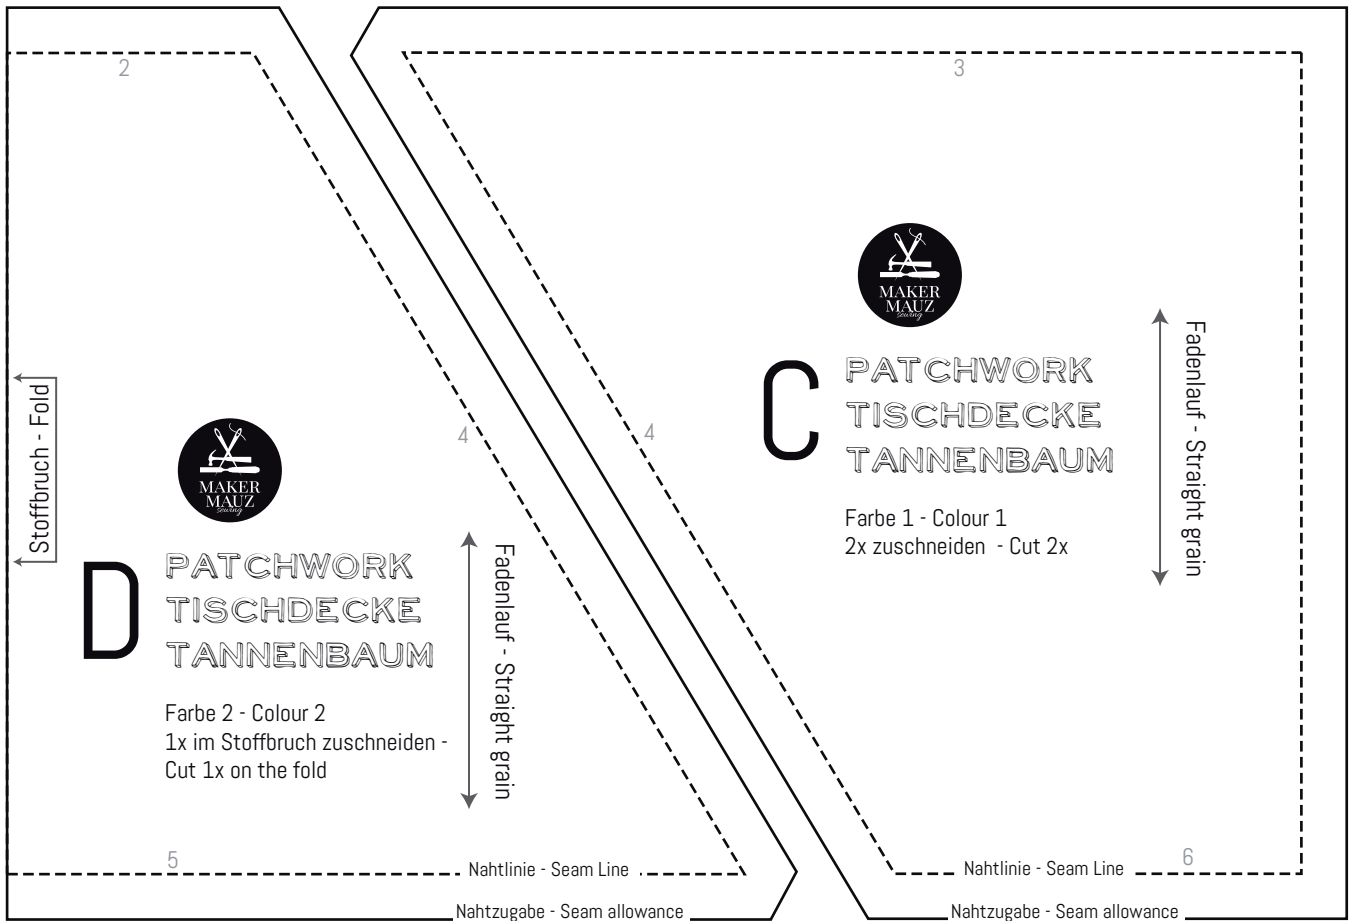 2
Stoffbruch - Fold
4
MAKER
MAUZ
sewing
D
PATCHWORK
TISCHDECKE
TANNENBAUM
Farbe 2 - Colour 2
1x im Stoffbruch zuschneiden -
Cut 1x on the fold
Fadenlauf - Straight grain
5
Nahtlinie - Seam Line
Nahtzugabe - Seam allowance
3
4
MAKER
MAUZ
sewing
C
PATCHWORK
TISCHDECKE
TANNENBAUM
Farbe 1 - Colour 1
2x zuschneiden - Cut 2x
Fadenlauf - Straight grain
6
Nahtlinie - Seam Line
Nahtzugabe - Seam allowance